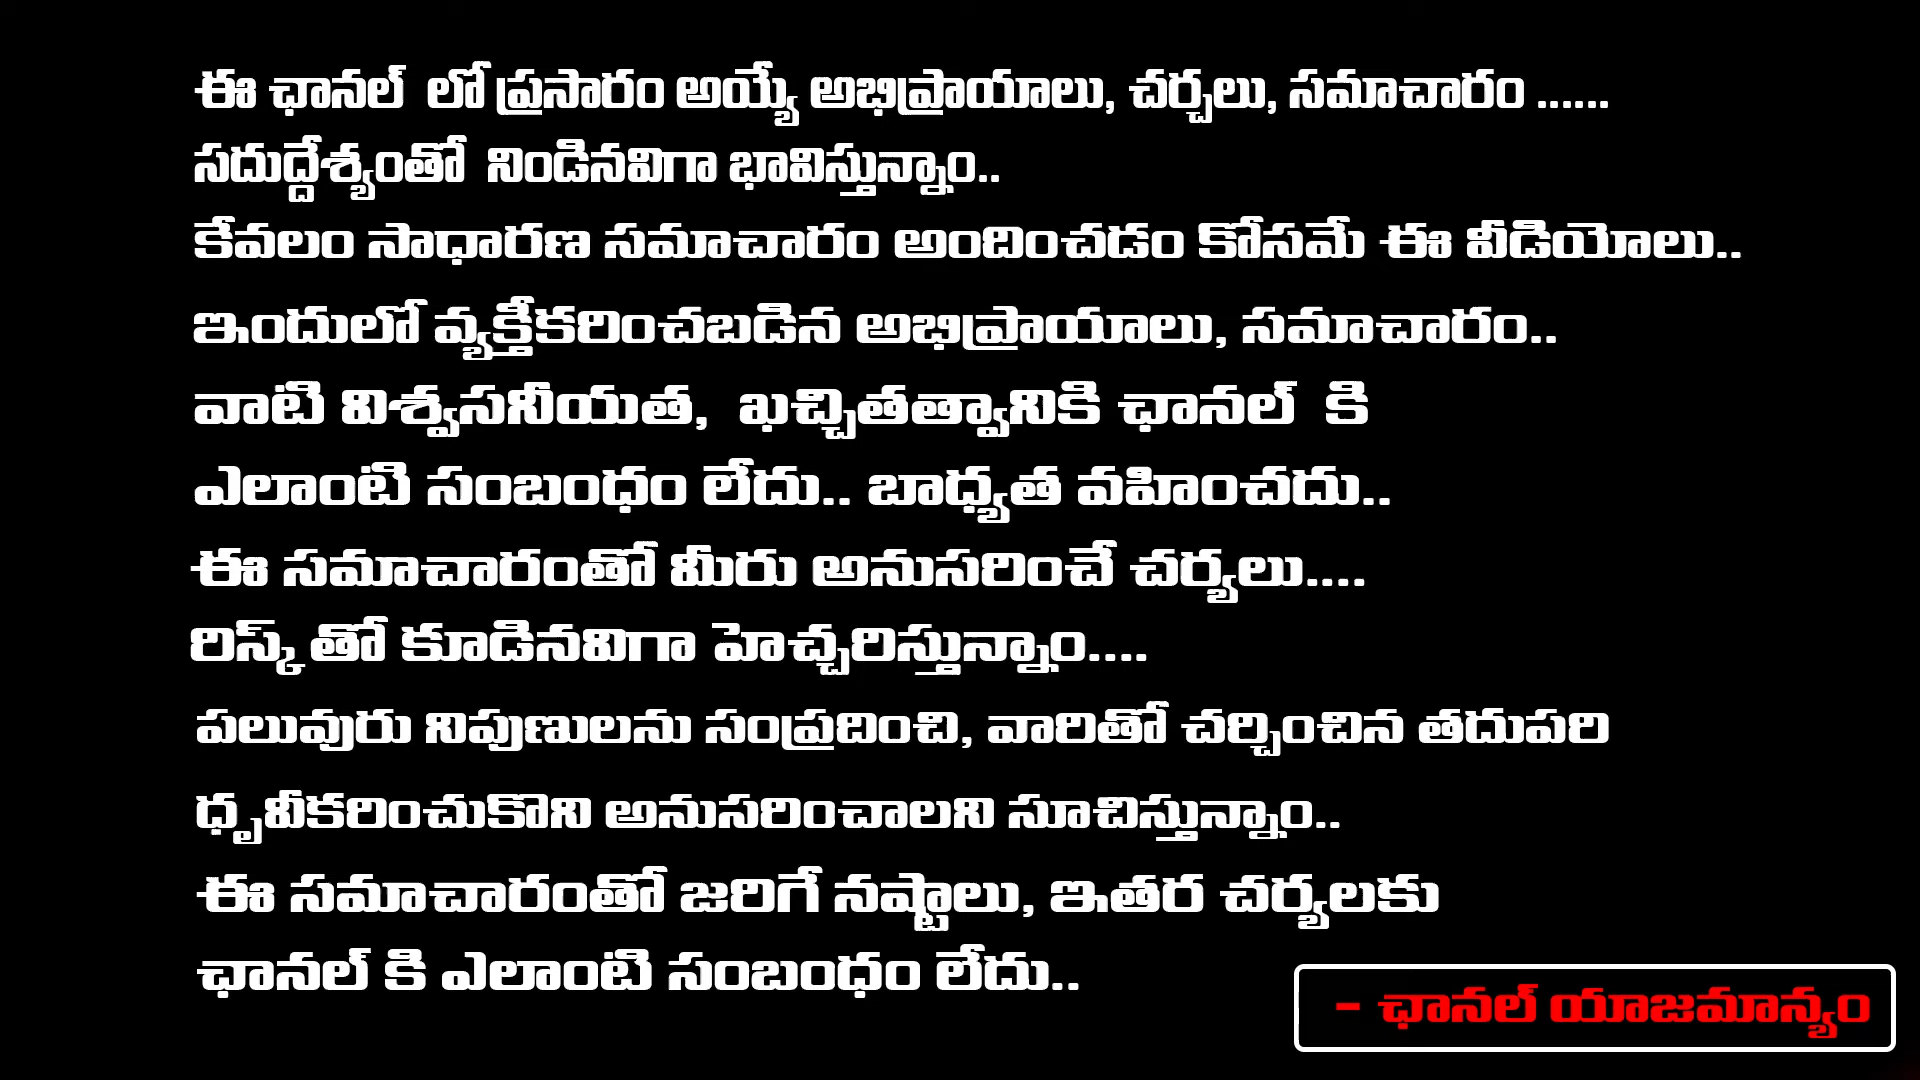 ఈ ఛానల్ లో ప్రసారం అయ్యే అభిప్రాయాలు, చర్చలు, సమాచారం ......
సదుద్దేశ్యంతో నిండినవిగా భావిస్తున్నాం..
కేవలం సాధారణ సమాచారం అందించడం కోసమే ఈ వీడియోలు..
ఇందులో వ్యక్తీకరించబడిన అభిప్రాయాలు, సమాచారం..
వాటి విశ్వసనీయత, ఖచ్చితత్వానికి ఛానల్ కి
ఎలాంటి సంబంధం లేదు.. బాధ్యత వహించదు..
ఈ సమాచారంతో మీరు అనుసరించే చర్యలు....
రిస్క్ తో కూడినవిగా హెచ్చరిస్తున్నాం....
పలువురు నిపుణులను సంప్రదించి, వారితో చర్చించిన తదుపరి
ధృవీకరించుకొని అనుసరించాలని సూచిస్తున్నాం..
ఈ సమాచారంతో జరిగే నష్టాలు, ఇతర చర్యలకు
ఛానల్ కి ఎలాంటి సంబంధం లేదు..
- ఛానల్ యాజమాన్యం